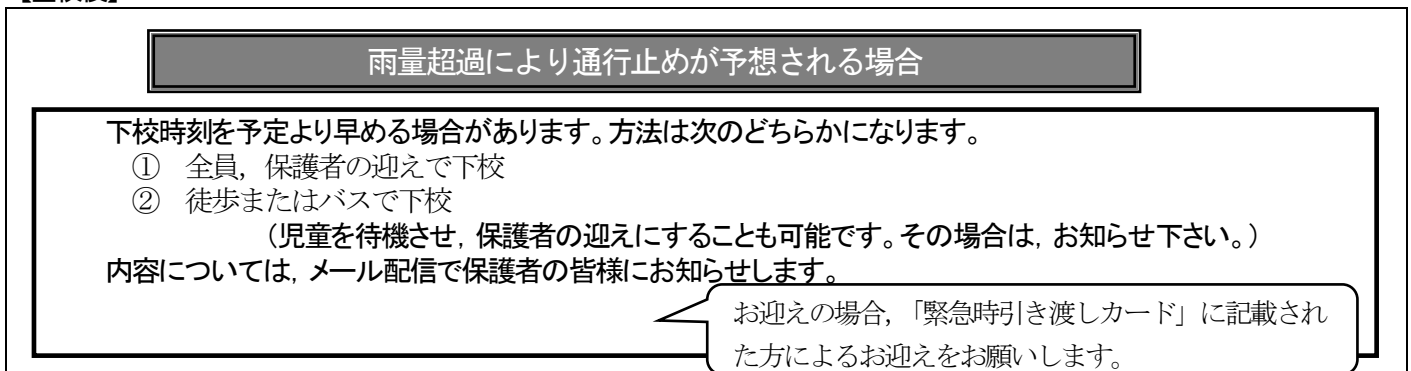 雨量超過により通行止めが予想される場合
下校時刻を予定より早める場合があります。方法は次のどちらかになります。
① 全員，保護者の迎えで下校
② 徒歩またはバスで下校
（児童を待機させ，保護者の迎えにすることも可能です。その場合は，お知らせ下さい。）
内容については，メール配信で保護者の皆様にお知らせします。
お迎えの場合，「緊急時引き渡しカード」に記載され
た方によるお迎えをお願いします。